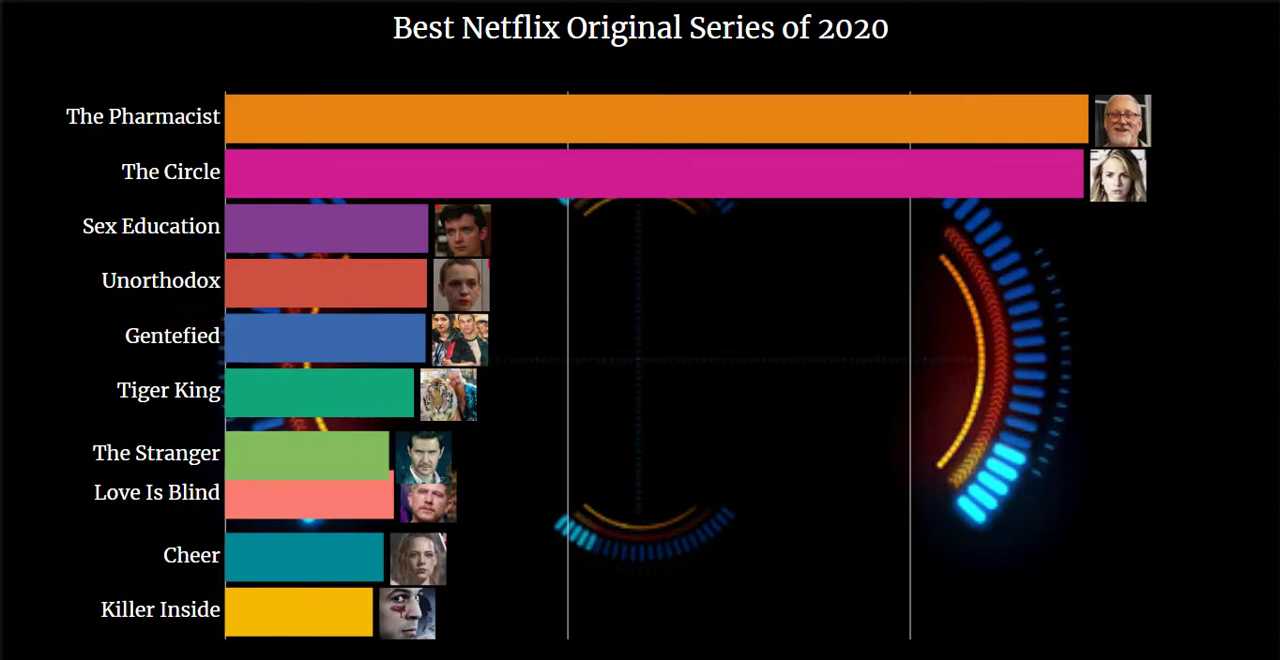 Best Netflix Original Series of 2020
The Pharmacist
The Circle
Sex Education
Unorthodox
Gentefied
Tiger King
The Stranger
Love Is Blind
Cheer
Killer Inside